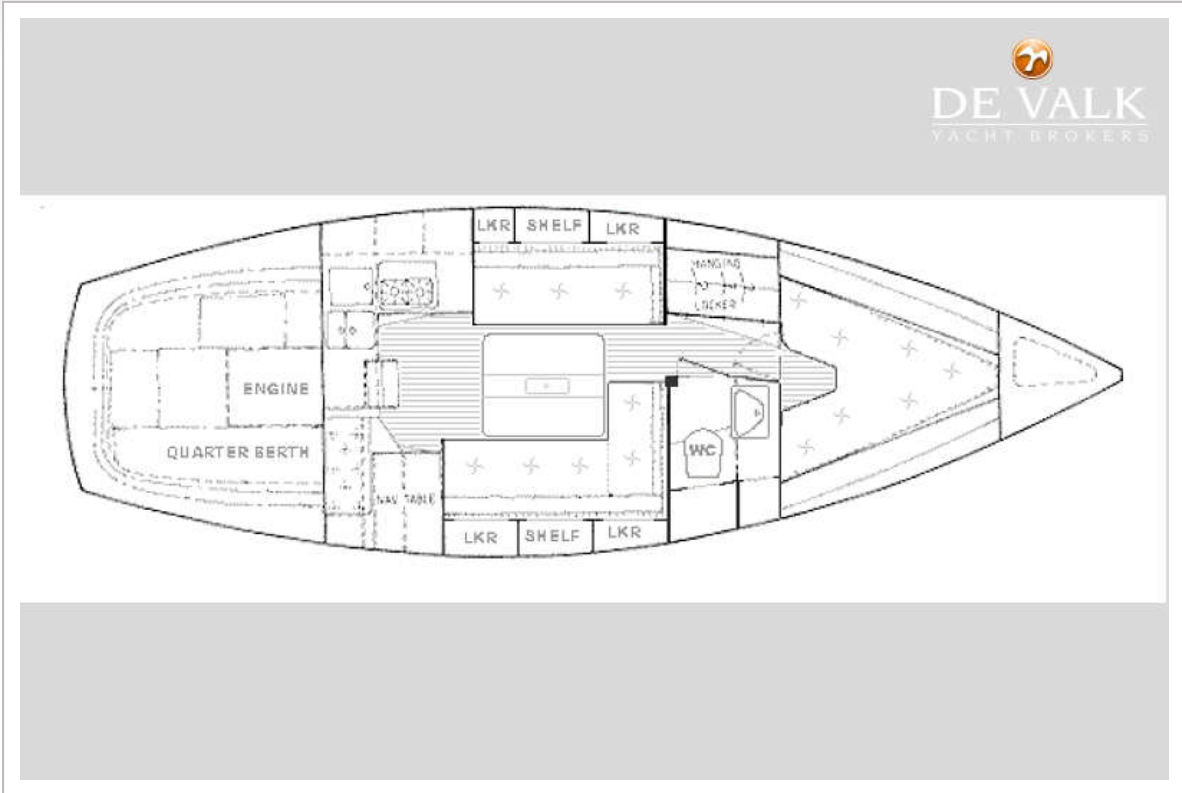 DE VALK
YACHT BROKERS
LKR SHELF LKR
HANGING
LOCKER
ENGINE
QUARTER BERTH
WC
NAV TABLE
LKR SHELF LKR